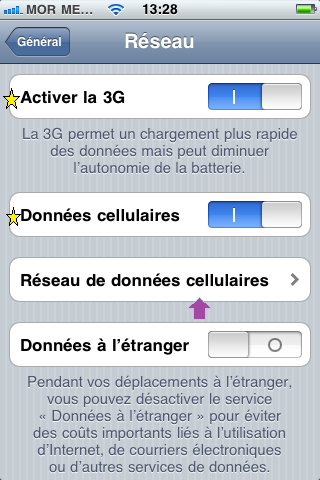 MOR ME... 13:28
Général Réseau
Activer la 3G
La 3G permet un chargement plus rapide
des données mais peut diminuer
l'autonomie de la batterie.
Données cellulaires
Réseau de données cellulaires
Données à l'étranger
Pendant vos déplacements à l'étranger,
vous pouvez désactiver le service
« Données à l'étranger » pour éviter
des coûts importants liés à l'utilisation
d'Internet, de courriers électroniques
ou d'autres services de données.